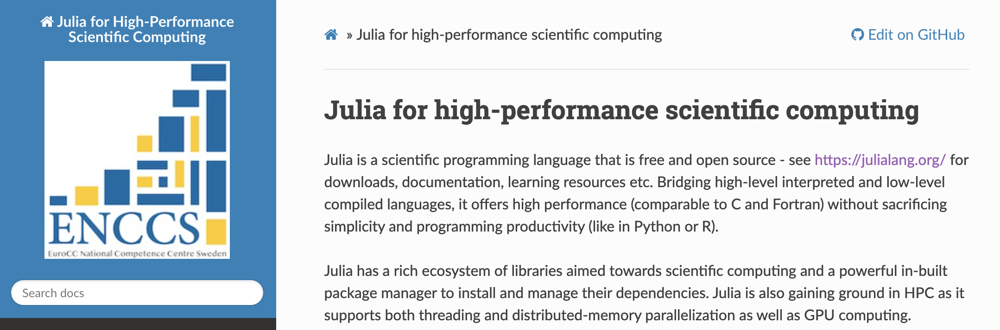 Julia for High-Performance
Scientific Computing
ENCCS
EuroCC National Competence Centre Sweden
Search docs
» Julia for high-performance scientific computing
Edit on GitHub
Julia for high-performance scientific computing
Julia is a scientific programming language that is free and open source - see https://julialang.org/ for
downloads, documentation, learning resources etc. Bridging high-level interpreted and low-level
compiled languages, it offers high performance (comparable to C and Fortran) without sacrificing
simplicity and programming productivity (like in Python or R).
Julia has a rich ecosystem of libraries aimed towards scientific computing and a powerful in-built
package manager to install and manage their dependencies. Julia is also gaining ground in HPC as it
supports both threading and distributed-memory parallelization as well as GPU computing.